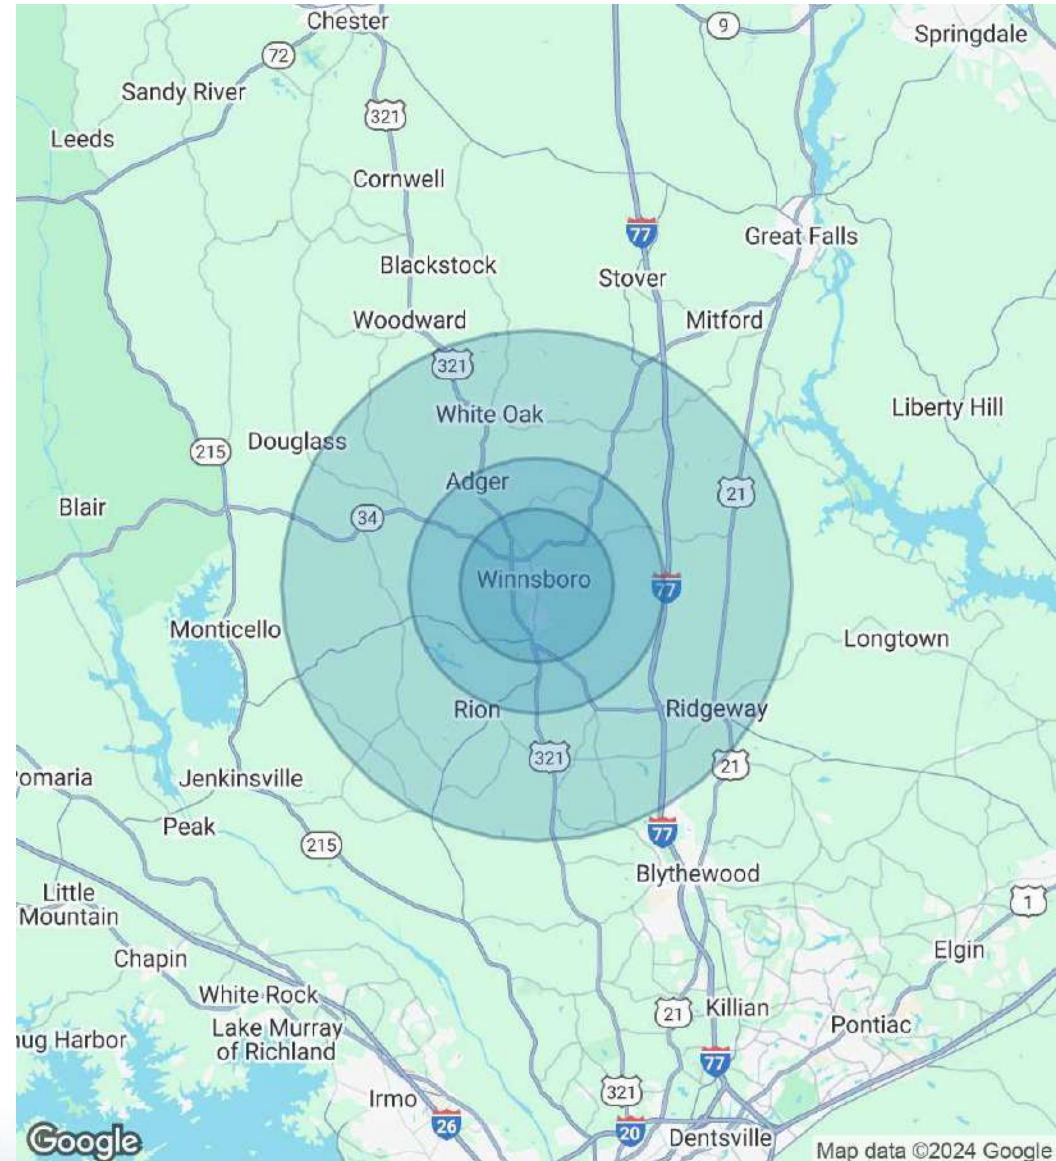 Chester
9
Springdale
72
Sandy River
321
Leeds
Cornwell
77
Great Falls
Blackstock
Stover
Woodward
Mitford
321
White Oak
Liberty Hill
Douglass
215
Adger
21
Blair
34
Winnsboro
77
Monticello
Longtown
Rion
Ridgeway
321
21
Pomaria
Jenkinsville
Peak
77
215
Blythewood
Little
Mountain
1
Elgin
Chapin
White Rock
21
Killian
Lake Murray
of Richland
Pontiac
nug Harbor
77
321
Irmo
26
20
Dentsville
Google
Map data ©2024 Google